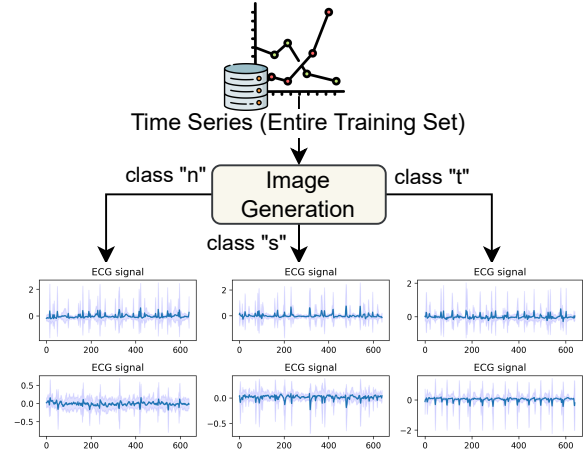 Time Series (Entire Training Set)
class "n"
Image
Generation
class "t"
class "s"
ECG signal
ECG signal
ECG signal
2
0
0 200 400 600
2
0
0 200 400 600
2
0
0 200 400 600
ECG signal
ECG signal
ECG signal
0.5
0.0
−0.5
0 200 400 600
0.0
−0.5
0 200 400 600
0
−2
0 200 400 600